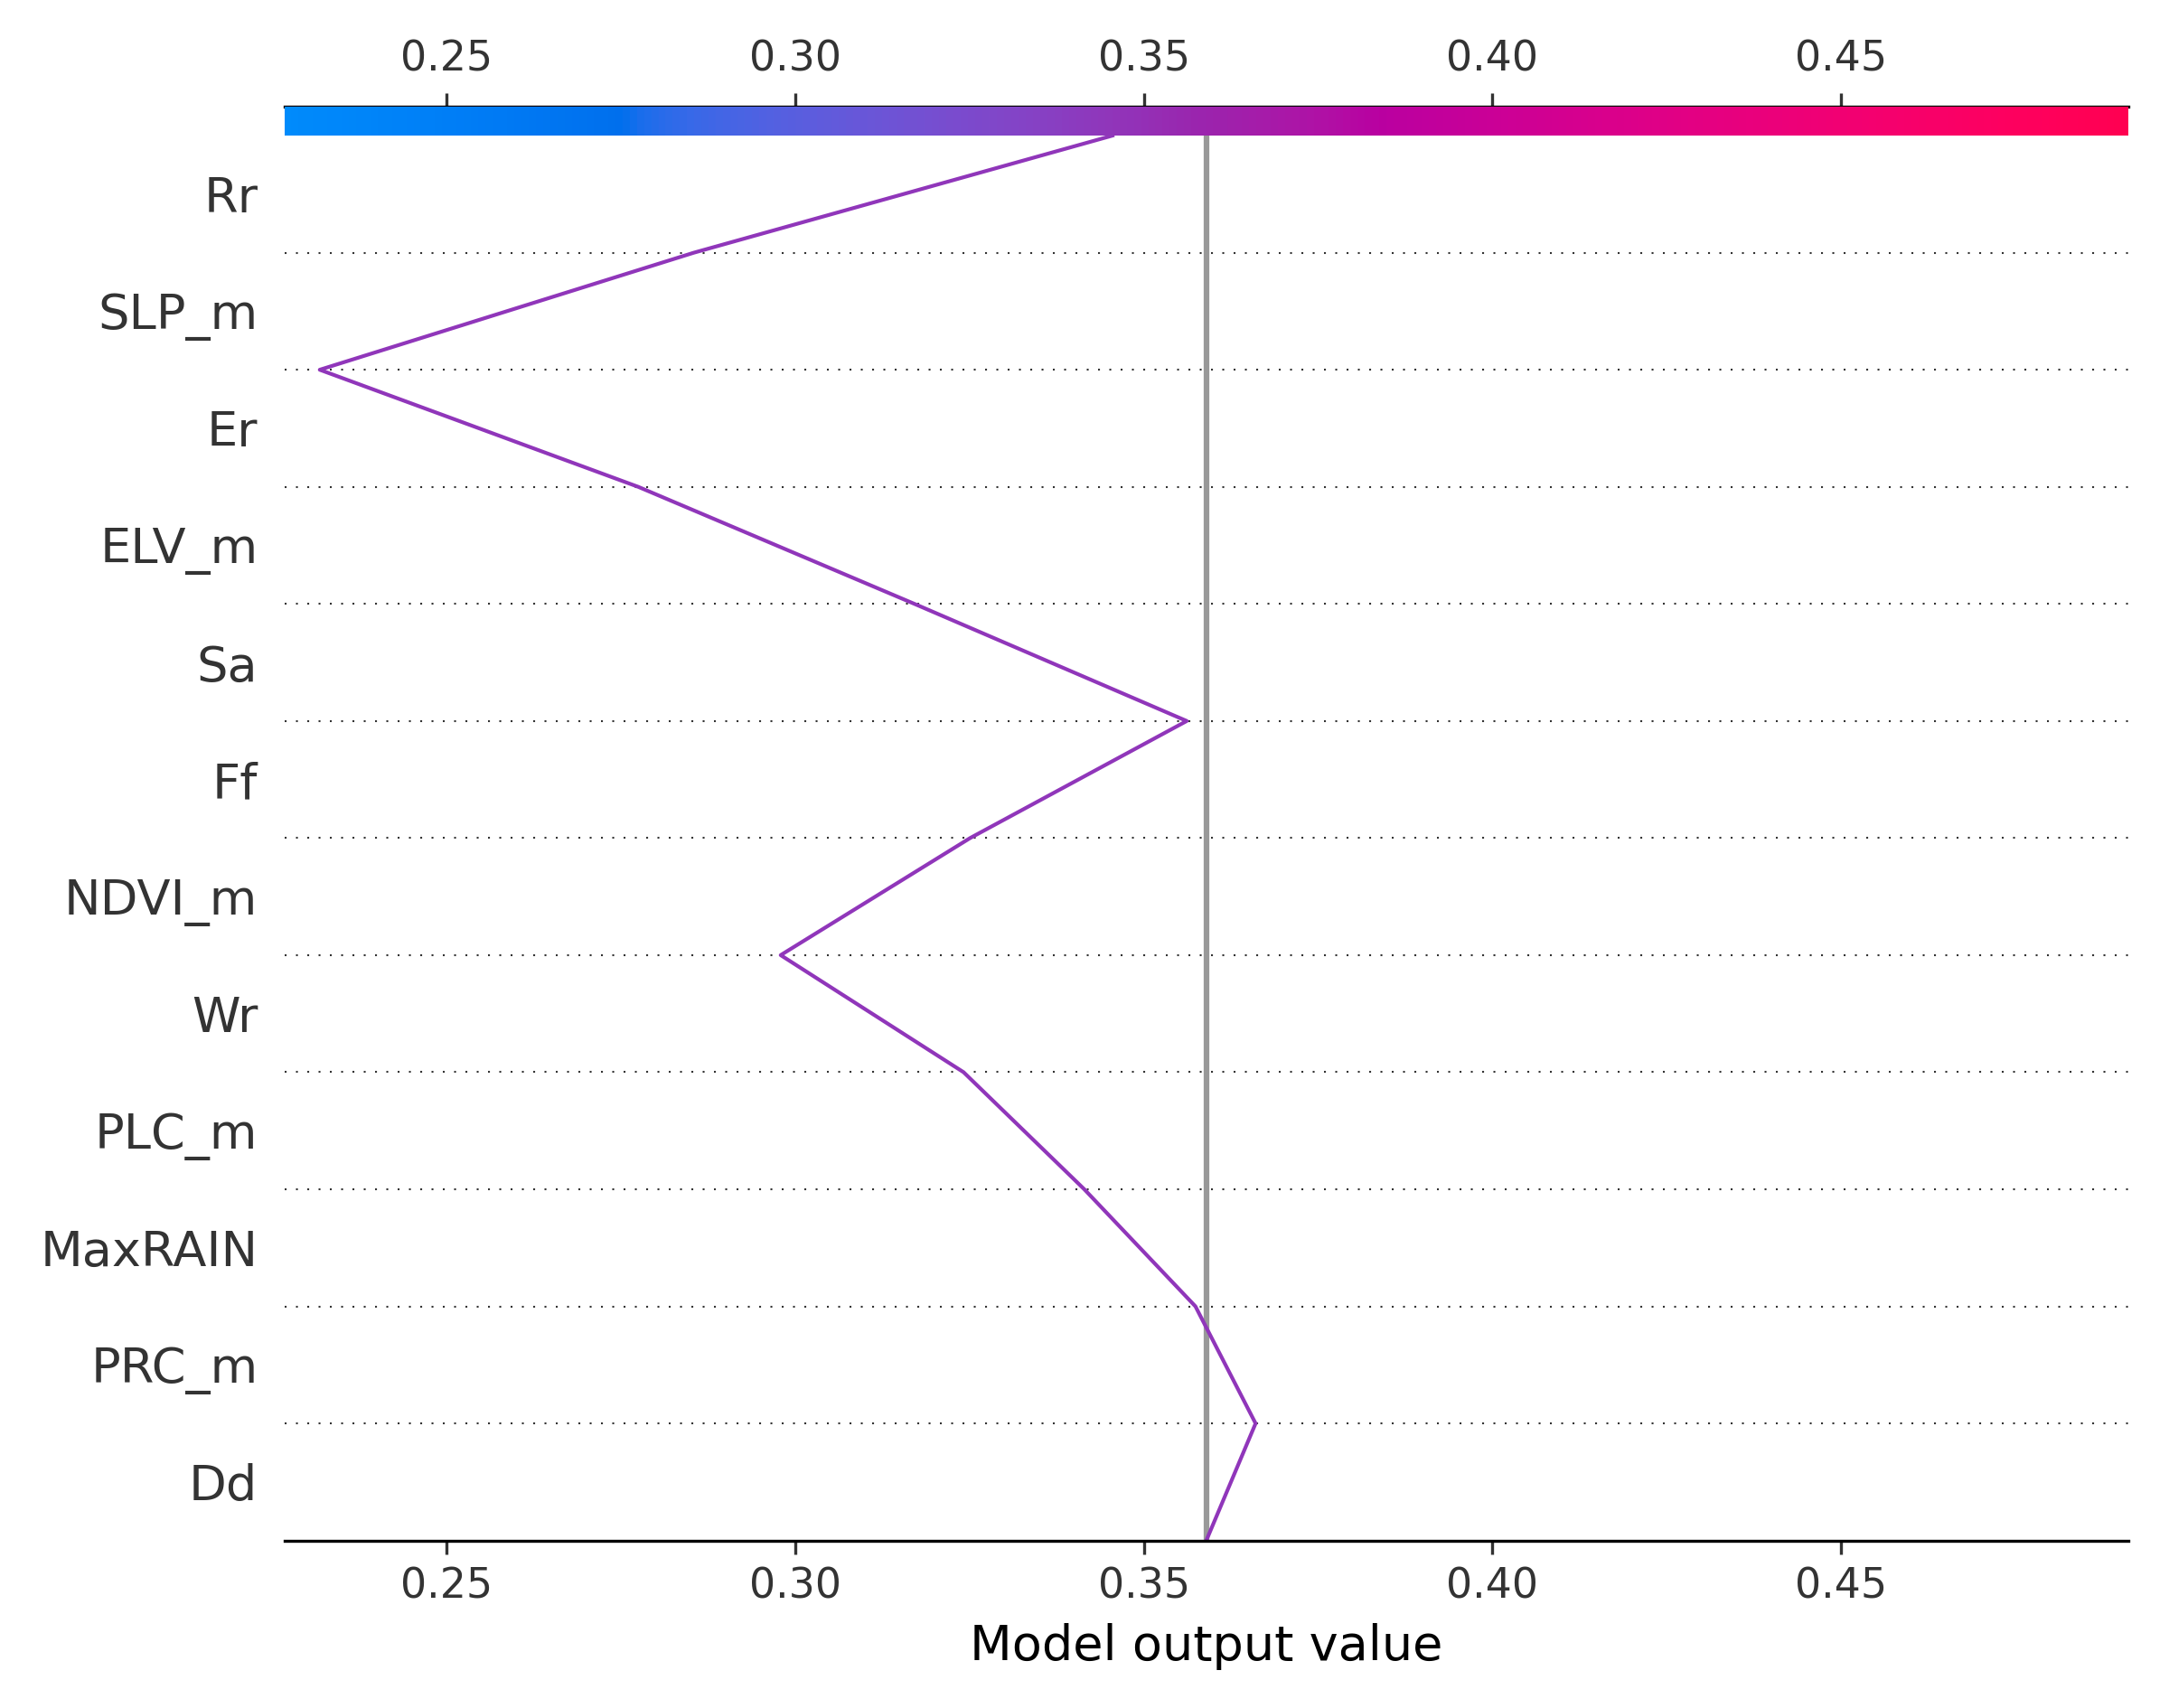 0.25 0.30 0.35 0.40 0.45
Rr
SLP_m
Er
ELV_m
Sa
Ff
NDVI_m
Wr
PLC_m
MaxRAIN
PRC_m
Dd
0.25 0.30 0.35 0.40 0.45
Model output value